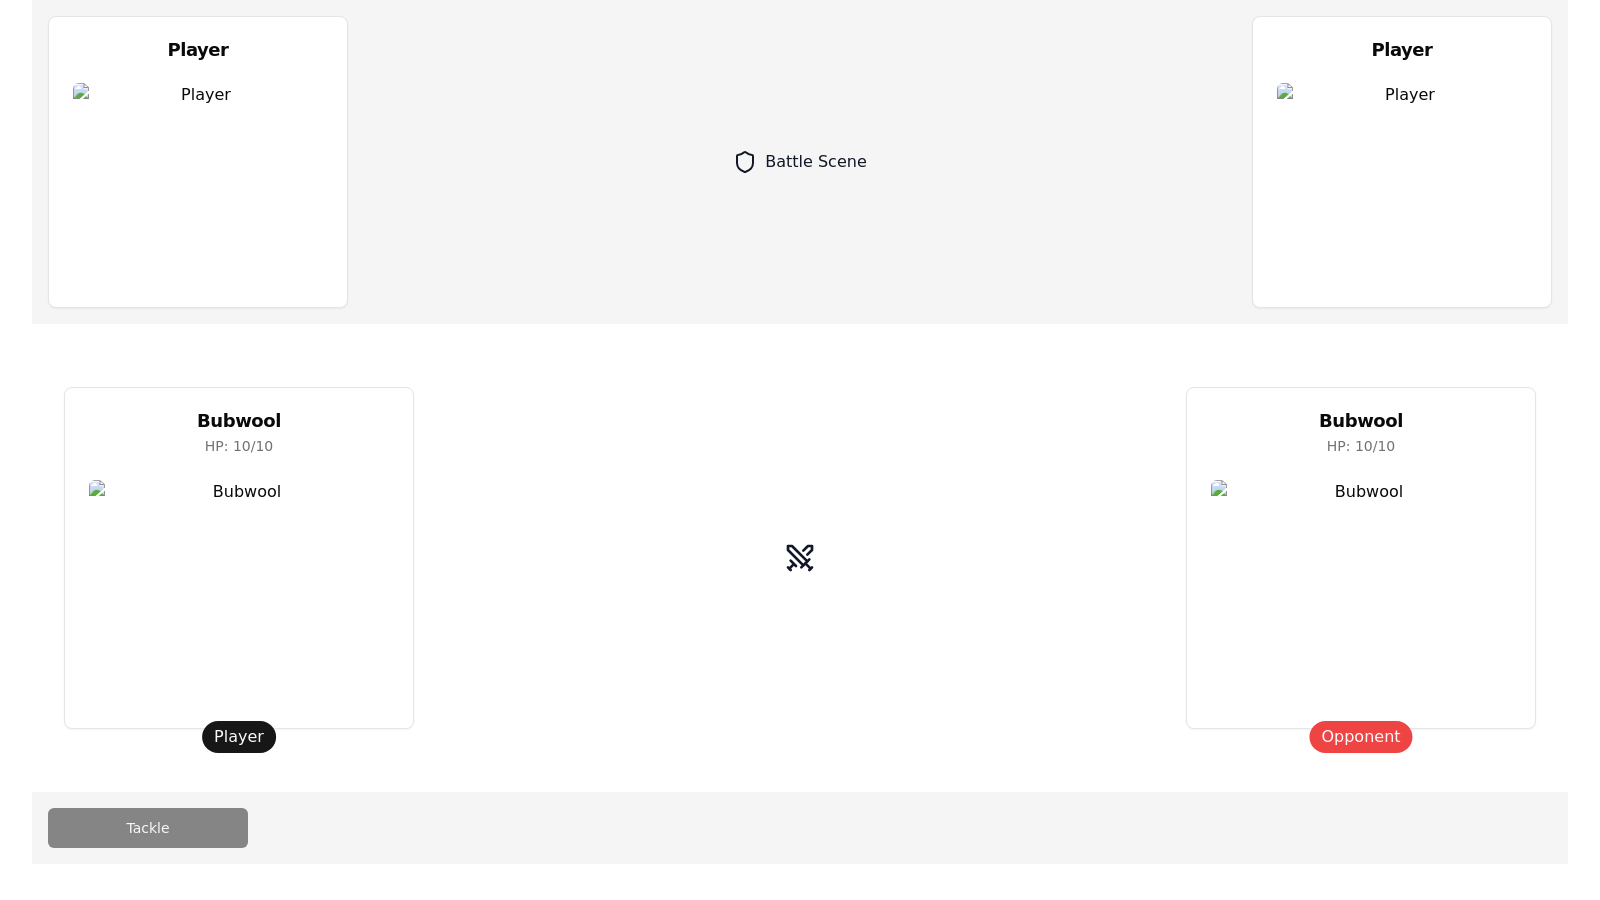 Player
Player
Player
Player
Battle Scene
Bubwool
HP: 10/10
Bubwool
Player
Bubwool
HP: 10/10
Bubwool
Opponent
Tackle